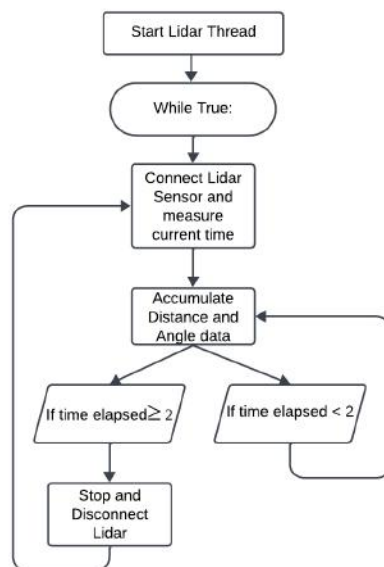 Start Lidar Thread
While True:
Connect Lidar
Sensor and
measure
current time
Accumulate
Distance and
Angle data
If time elapsed ≥ 2
If time elapsed < 2
Stop and
Disconnect
Lidar